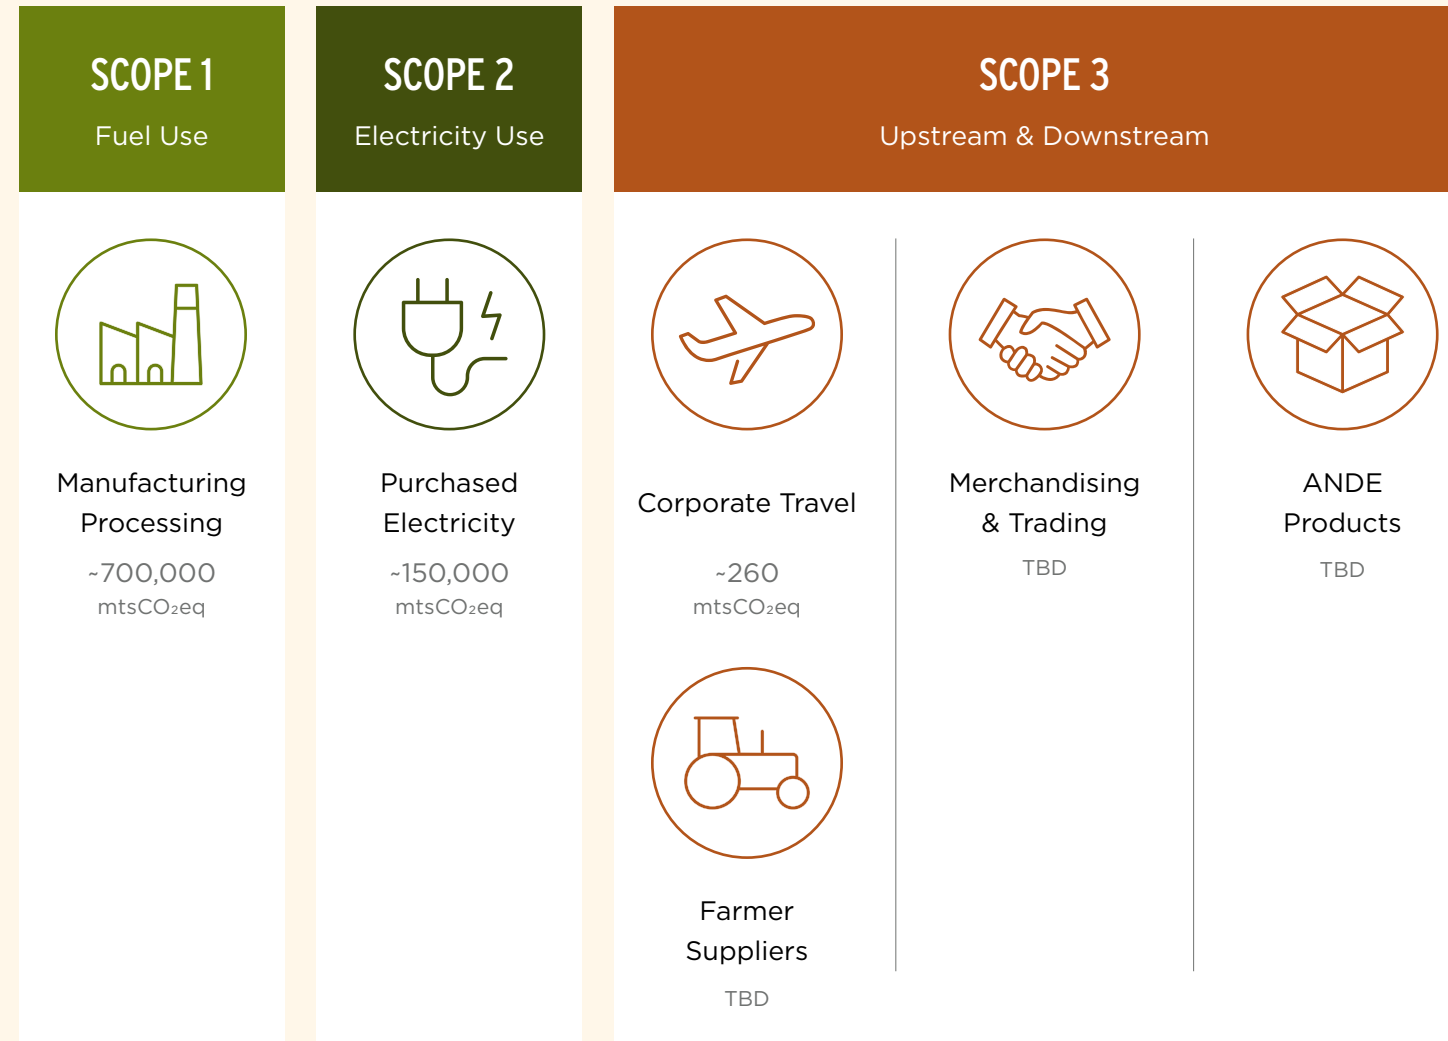 SCOPE 1
Fuel Use
Manufacturing
Processing
~700,000
mtsCO₂eq
SCOPE 2
Electricity Use
Purchased
Electricity
~150,000
mtsCO₂eq
SCOPE 3
Upstream & Downstream
Corporate Travel
~260
mtsCO₂eq
Farmer
Suppliers
TBD
Merchandising
& Trading
TBD
ANDE
Products
TBD